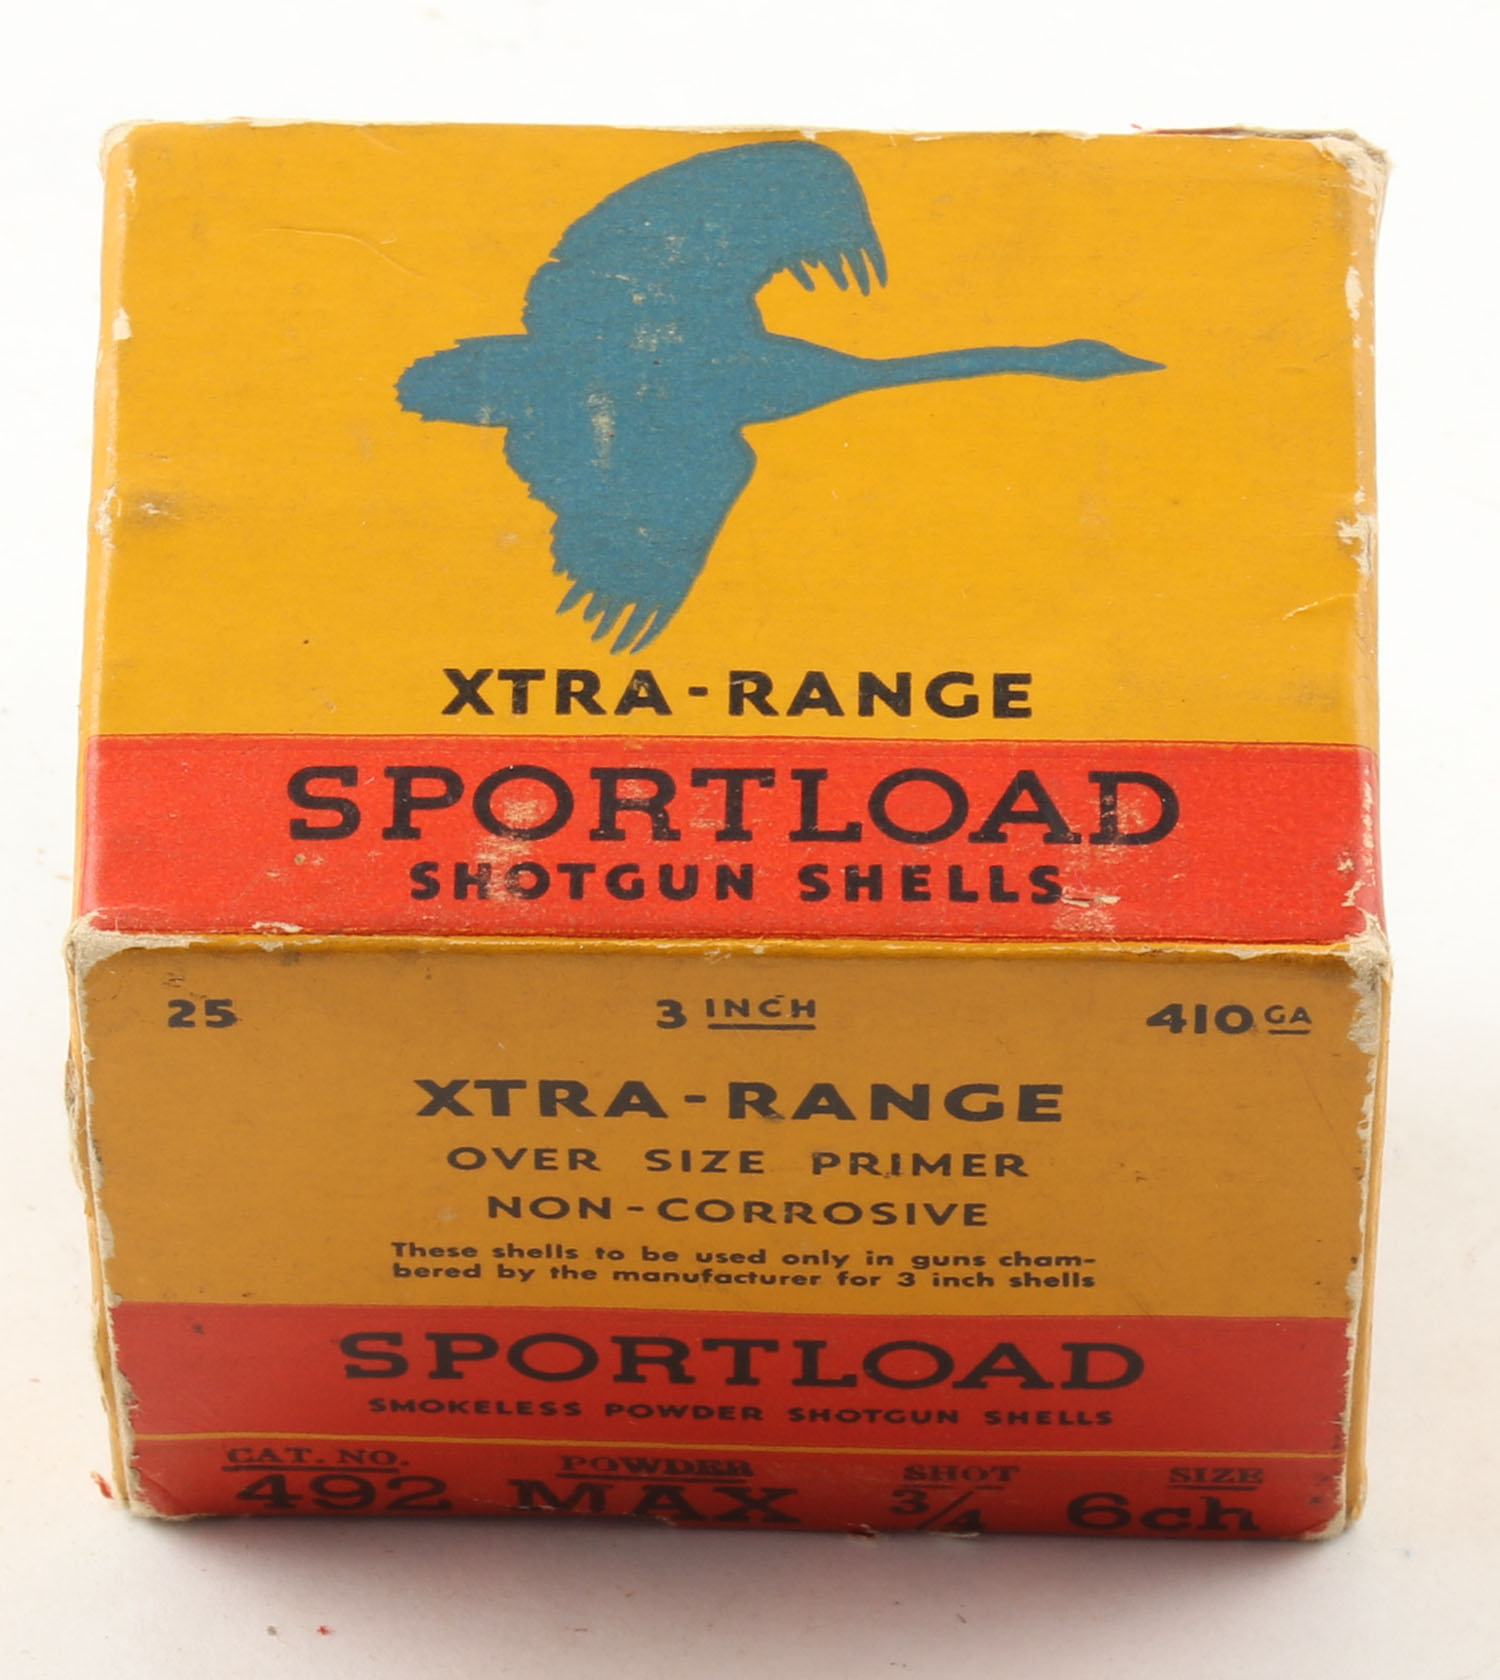 XTRA-RANGE
SPORTLOAD
SHOTGUN SHELLS
25 3 INCH 410 GA
XTRA-RANGE
OVER SIZE PRIMER
NON-CORROSIVE
These shells to be used only in guns cham-
bered by the manufacturer for 3 inch shells
SPORTLOAD
SMOKELESS POWDER SHOTGUN SHELLS
CAT. NO. POWDER SHOT SIZE
492 MAX 3/4 6ch